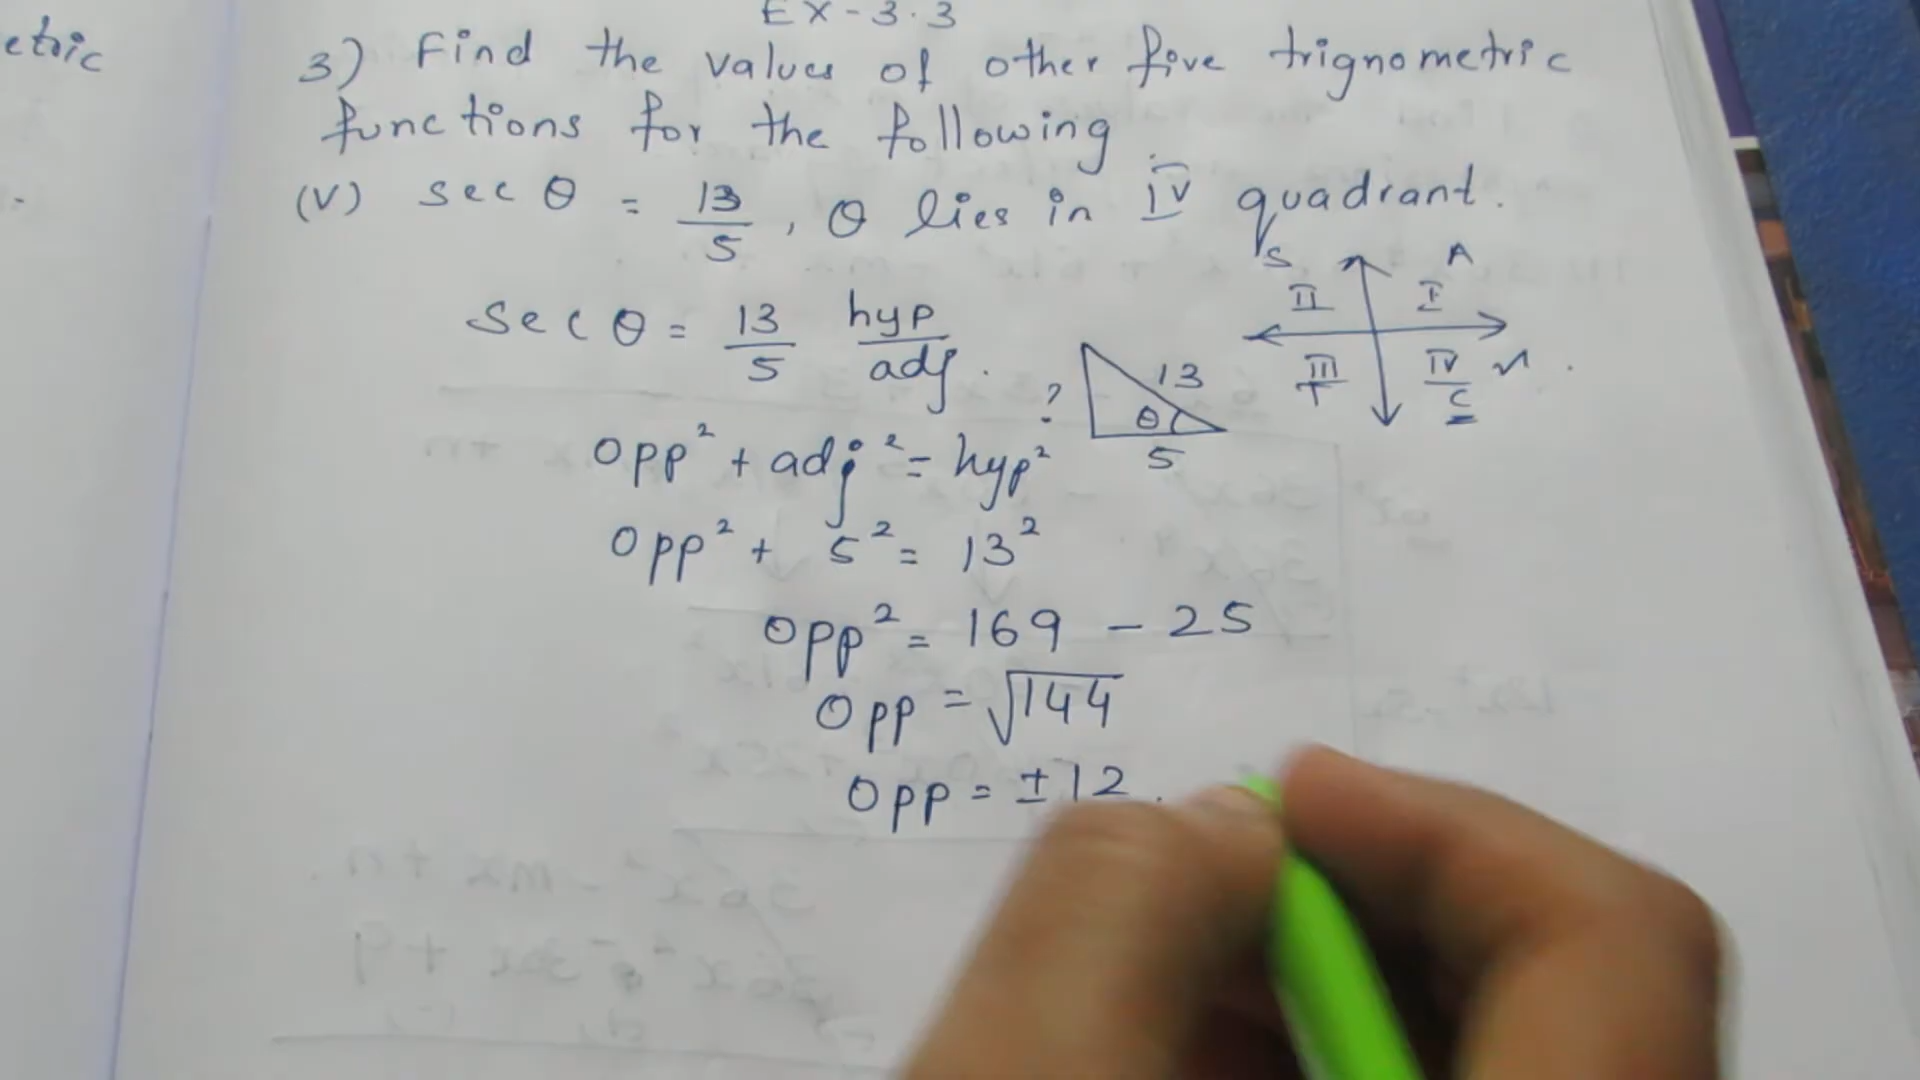 etric
EX-3.3
3) Find the values of other five trignometric
functions for the following
(V) sec θ = 13/5, θ lies in IV quadrant.
S A
II I
III IV
T C
sec θ = 13/5 hyp/adj.
? 13
θ
5
opp² + adj² = hyp²
opp² + 5² = 13²
opp² = 169 - 25
opp = √144
opp = ±12.